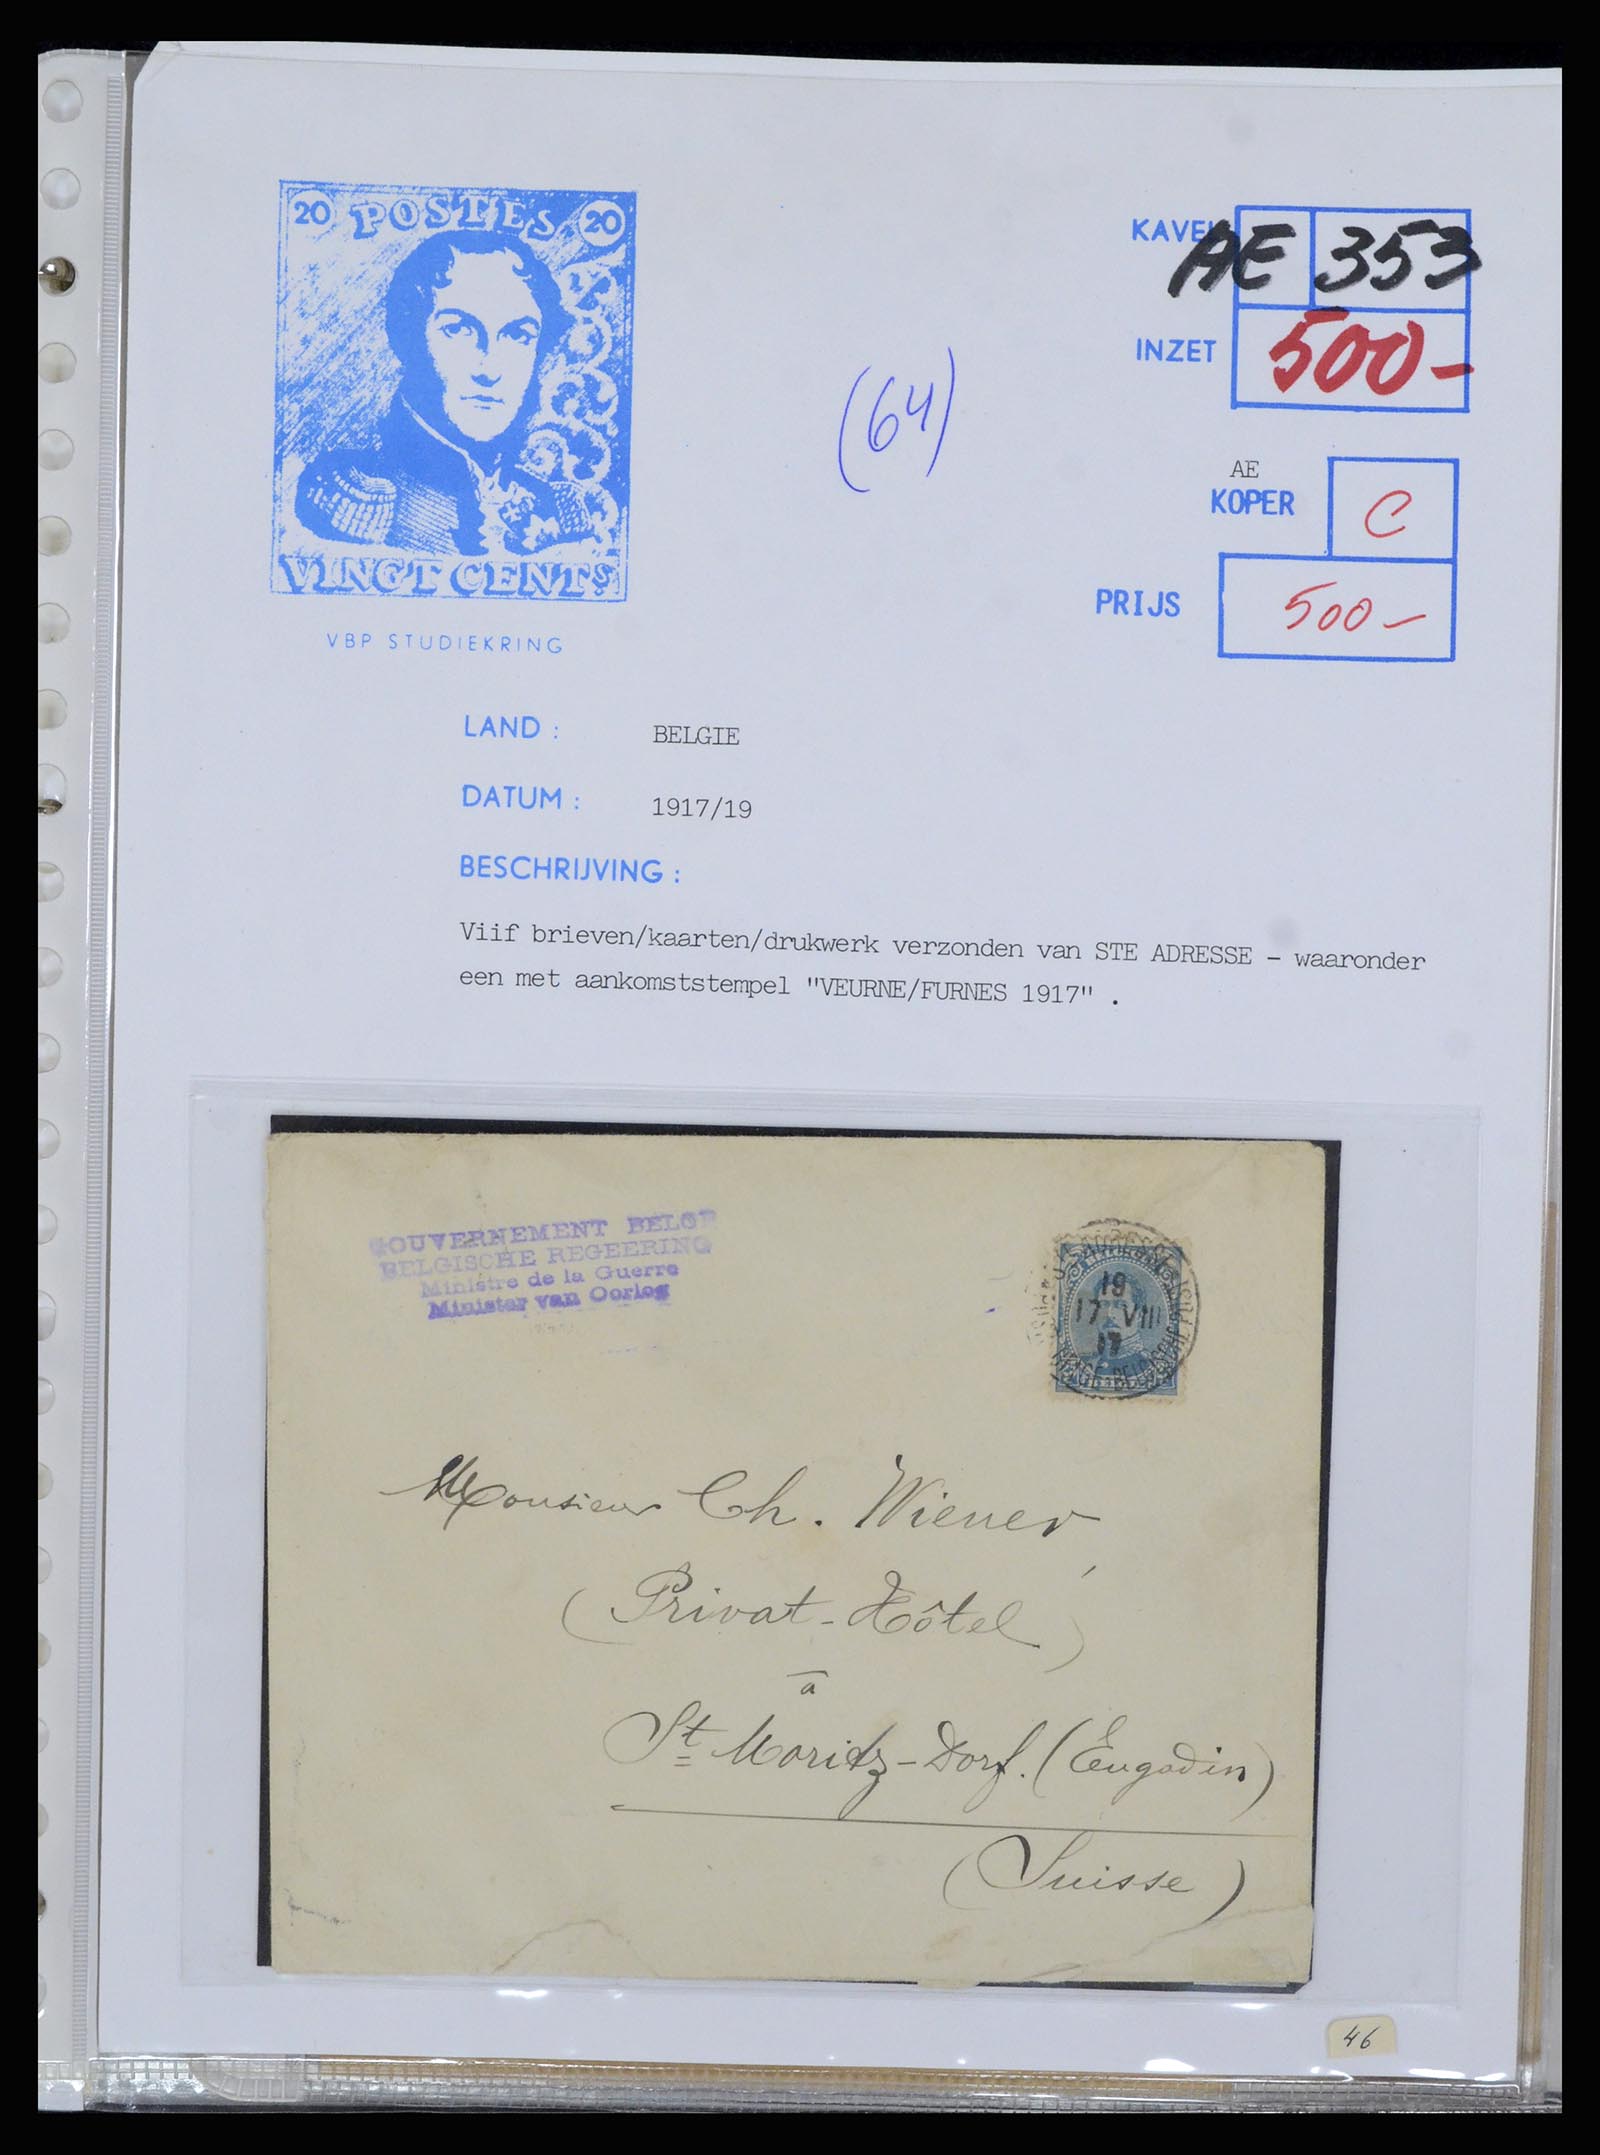 20 POSTES 20
VINGT CENTS
VBP STUDIEKRING
KAVEL AE 353
INZET 500-
(64)
AE
KOPER C
PRIJS 500-
LAND : BELGIE
DATUM : 1917/19
BESCHRIJVING :
Viif brieven/kaarten/drukwerk verzonden van STE ADRESSE - waaronder
een met aankomststempel "VEURNE/FURNES 1917" .
GOUVERNEMENT BELGE
BELGISCHE REGEERING
Ministre de la Guerre
Minister van Oorlog
19
17 VIII
17
BELGISCHE
Monsieur Ch. Wiener,
(Privat-Hôtel)
à
St Moritz-Dorf. (Engadin)
(Suisse)
46